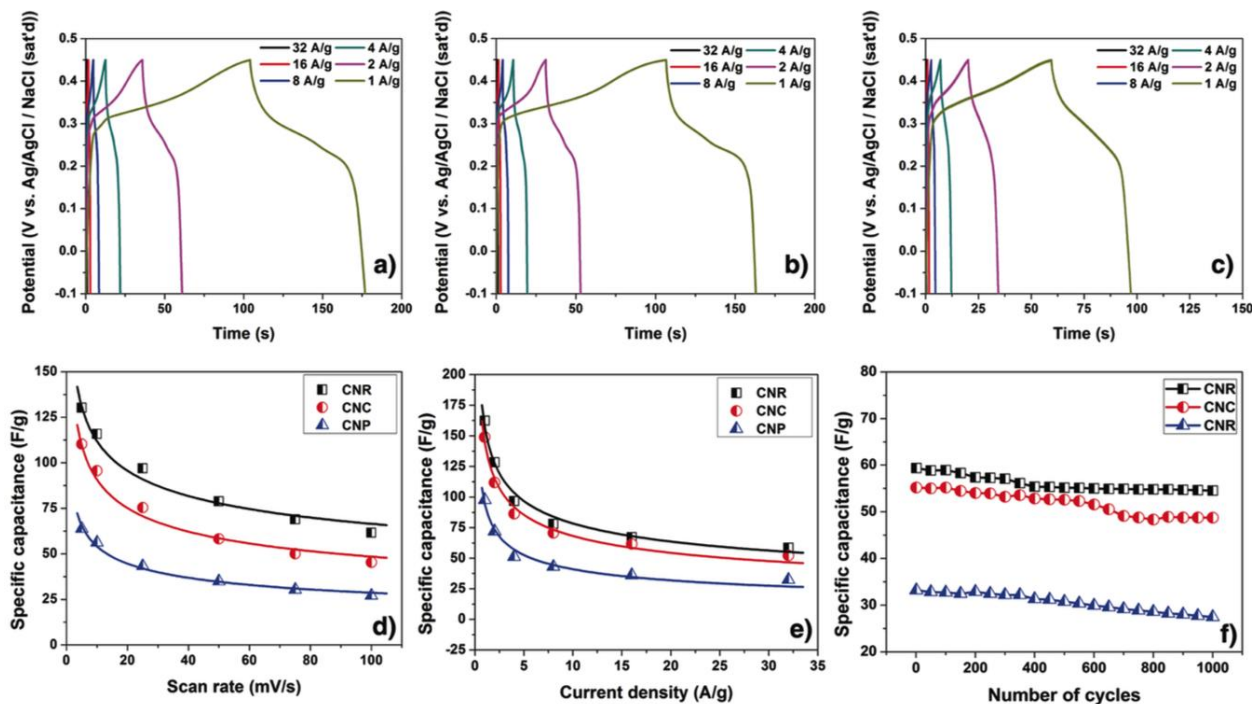 0.5
0.4
0.3
0.2
0.1
0.0
-0.1
Potential (V vs. Ag/AgCl / NaCl (sat'd)
32 A/g 4 A/g
16 A/g 2 A/g
8 A/g 1 A/g
a)
0 50 100 150 200
Time (s)
0.5
0.4
0.3
0.2
0.1
0.0
-0.1
Potential (V vs. Ag/AgCl / NaCl (sat'd)
32 A/g 4 A/g
16 A/g 2 A/g
8 A/g 1 A/g
b)
0 50 100 150 200
Time (s)
0.5
0.4
0.3
0.2
0.1
0.0
-0.1
Potential (V vs. Ag/AgCl / NaCl (sat'd)
32 A/g 4 A/g
16 A/g 2 A/g
8 A/g 1 A/g
c)
0 25 50 75 100 125 150
Time (s)
150
125
100
75
50
25
0
Specific capacitance (F/g)
CNR
CNC
CNP
d)
0 20 40 60 80 100
Scan rate (mV/s)
200
175
150
125
100
75
50
25
0
-25
Specific capacitance (F/g)
CNR
CNC
CNP
e)
0 5 10 15 20 25 30 35
Current density (A/g)
80
70
60
50
40
30
20
Specific capacitance (F/g)
CNR
CNC
CNR
f)
0 200 400 600 800 1000
Number of cycles